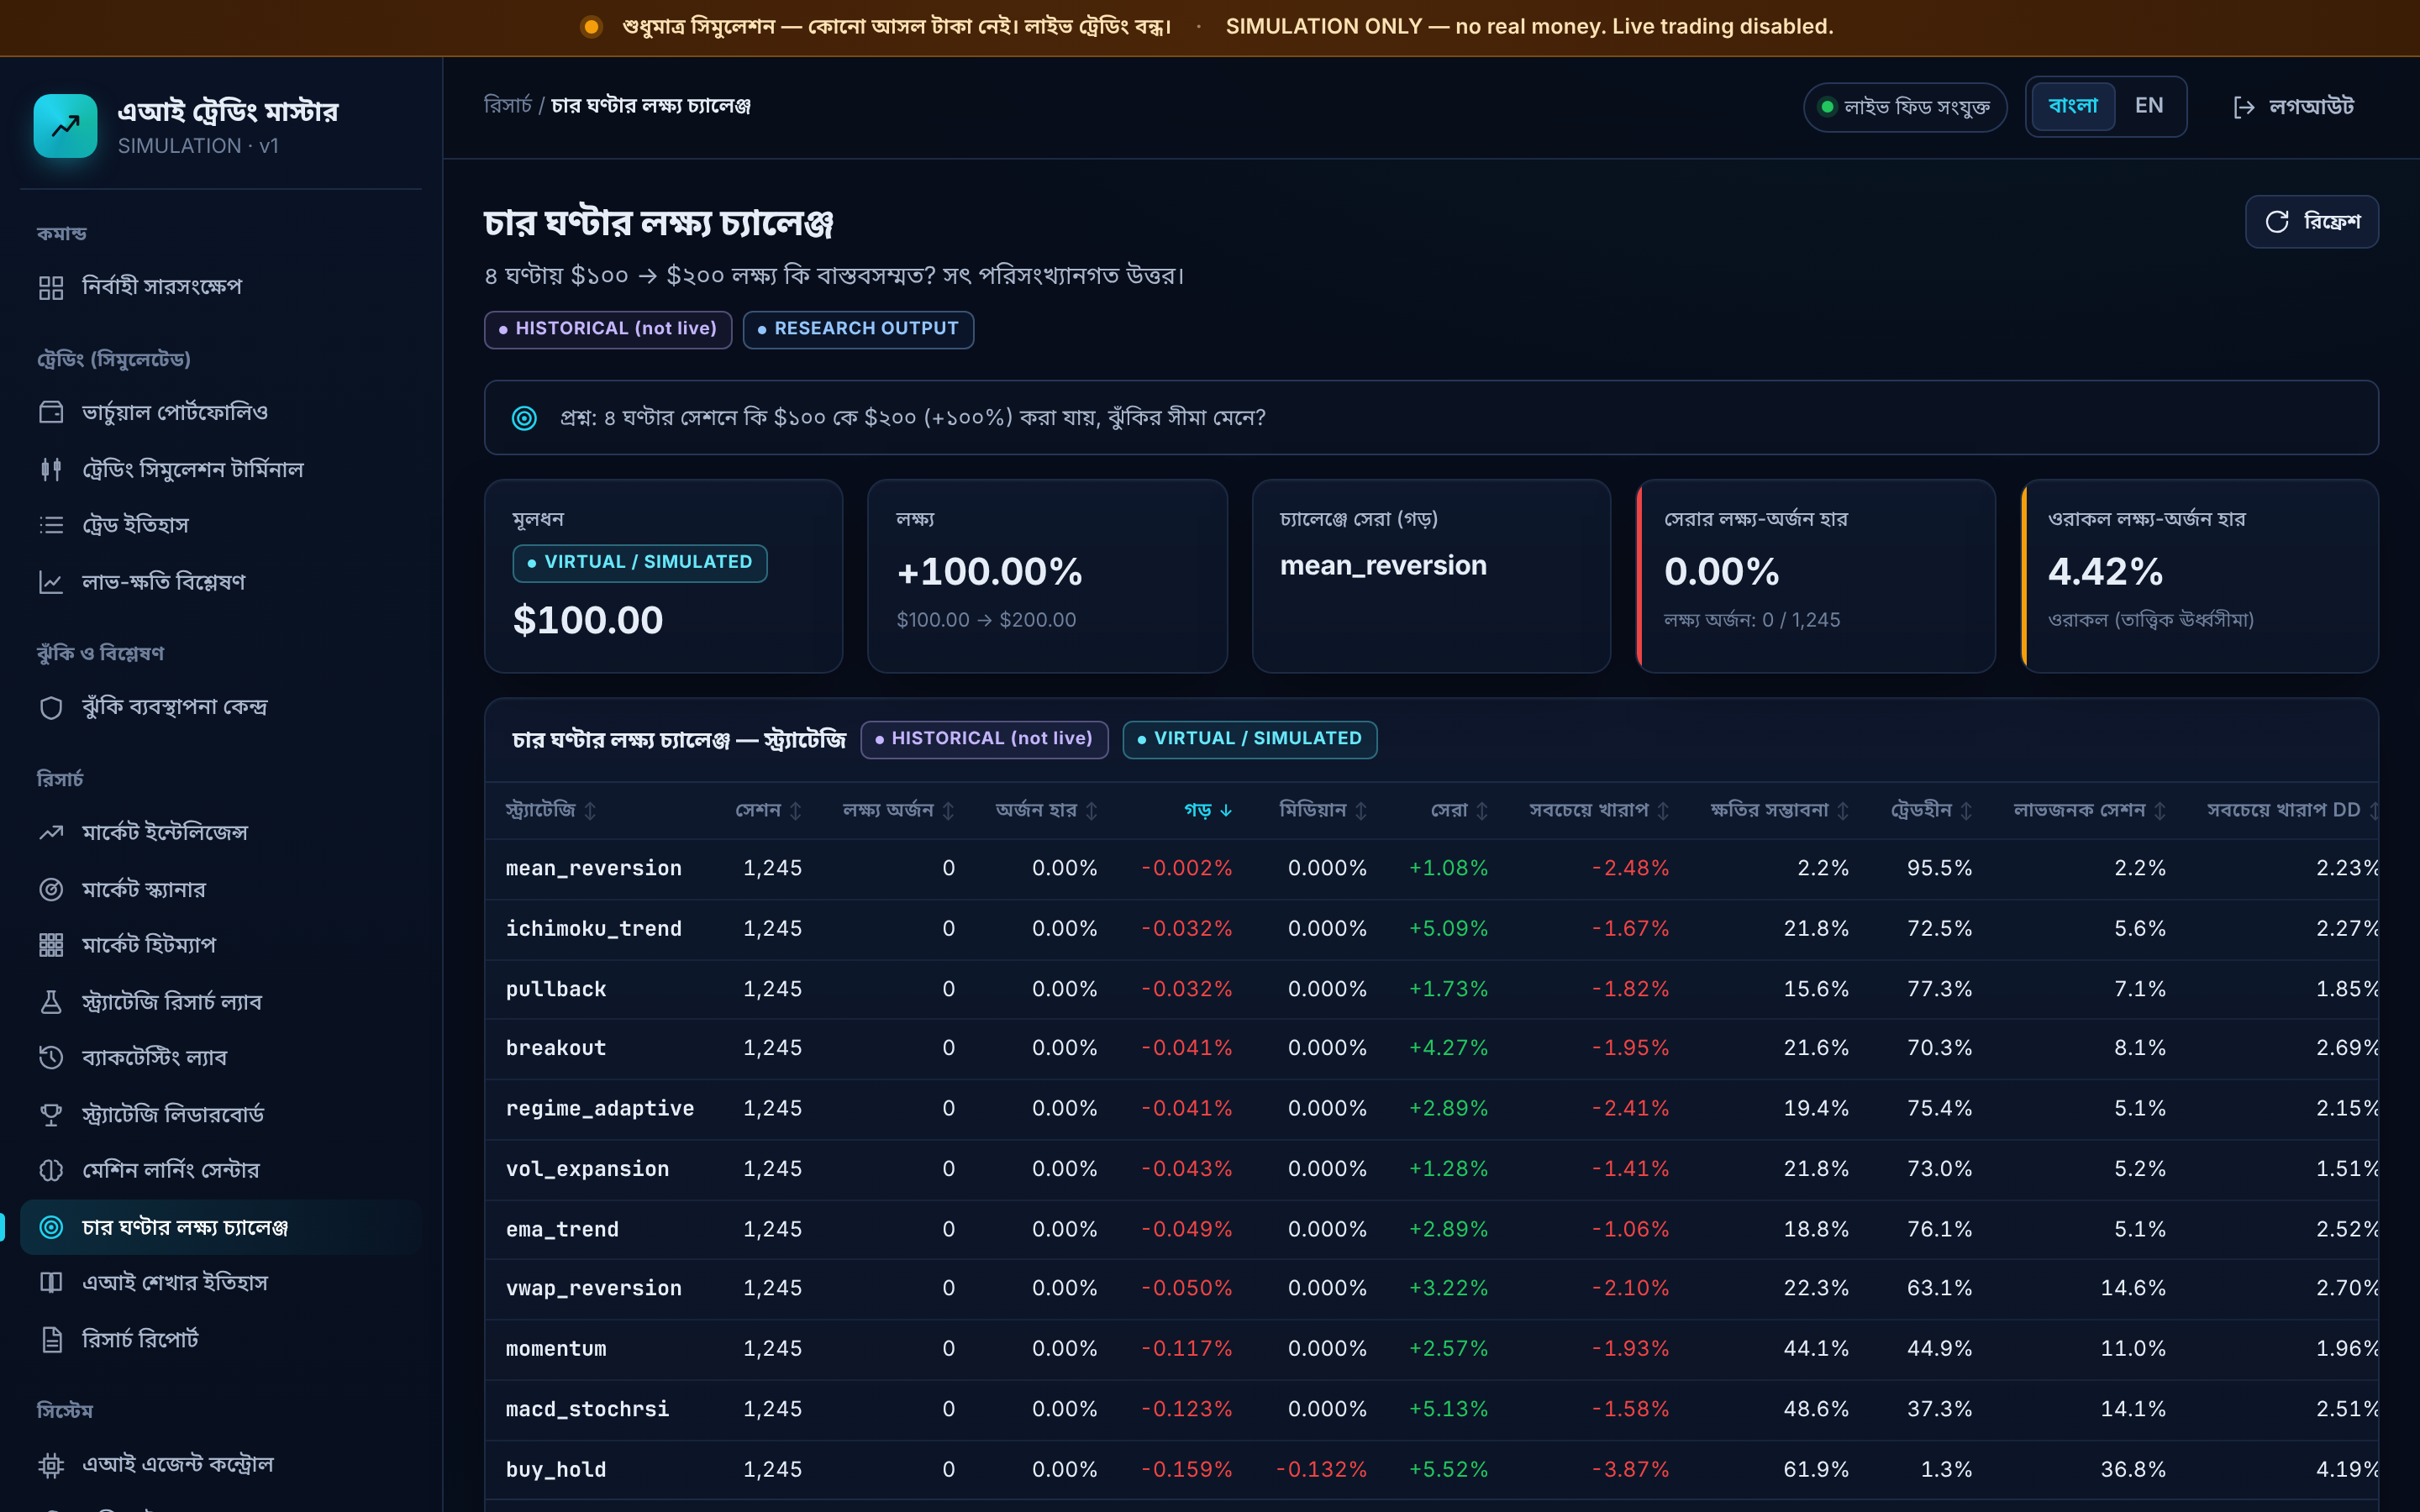 শুধুমাত্র সিমুলেশন — কোনো আসল টাকা নেই। লাইভ ট্রেডিং বন্ধ। · SIMULATION ONLY — no real money. Live trading disabled.
এআই ট্রেডিং মাস্টার
SIMULATION · v1
কমান্ড
নির্বাহী সারসংক্ষেপ
ট্রেডিং (সিমুলেটেড)
ভার্চুয়াল পোর্টফোলিও
ট্রেডিং সিমুলেশন টার্মিনাল
ট্রেড ইতিহাস
লাভ-ক্ষতি বিশ্লেষণ
ঝুঁকি ও বিশ্লেষণ
ঝুঁকি ব্যবস্থাপনা কেন্দ্র
রিসার্চ
মার্কেট ইন্টেলিজেন্স
মার্কেট স্ক্যানার
মার্কেট হিটম্যাপ
স্ট্র্যাটেজি রিসার্চ ল্যাব
ব্যাকটেস্টিং ল্যাব
স্ট্র্যাটেজি লিডারবোর্ড
মেশিন লার্নিং সেন্টার
চার ঘণ্টার লক্ষ্য চ্যালেঞ্জ
এআই শেখার ইতিহাস
রিসার্চ রিপোর্ট
সিস্টেম
এআই এজেন্ট কন্ট্রোল
রিসার্চ / চার ঘণ্টার লক্ষ্য চ্যালেঞ্জ
লাইভ ফিড সংযুক্ত
বাংলা EN
লগআউট
চার ঘণ্টার লক্ষ্য চ্যালেঞ্জ
রিফ্রেশ
৪ ঘণ্টায় $১০০ → $২০০ লক্ষ্য কি বাস্তবসম্মত? সৎ পরিসংখ্যানগত উত্তর।
HISTORICAL (not live) RESEARCH OUTPUT
প্রশ্ন: ৪ ঘণ্টার সেশনে কি $১০০ কে $২০০ (+১০০%) করা যায়, ঝুঁকির সীমা মেনে?
মূলধন
VIRTUAL / SIMULATED
$100.00
লক্ষ্য
+100.00%
$100.00 → $200.00
চ্যালেঞ্জে সেরা (গড়)
mean_reversion
সেরার লক্ষ্য-অর্জন হার
0.00%
লক্ষ্য অর্জন: 0 / 1,245
ওরাকল লক্ষ্য-অর্জন হার
4.42%
ওরাকল (তাত্ত্বিক ঊর্ধ্বসীমা)
চার ঘণ্টার লক্ষ্য চ্যালেঞ্জ — স্ট্র্যাটেজি HISTORICAL (not live) VIRTUAL / SIMULATED
স্ট্র্যাটেজি সেশন লক্ষ্য অর্জন অর্জন হার গড় ↓ মিডিয়ান সেরা সবচেয়ে খারাপ ক্ষতির সম্ভাবনা ট্রেডহীন লাভজনক সেশন সবচেয়ে খারাপ DD
mean_reversion 1,245 0 0.00% -0.002% 0.000% +1.08% -2.48% 2.2% 95.5% 2.2% 2.23%
ichimoku_trend 1,245 0 0.00% -0.032% 0.000% +5.09% -1.67% 21.8% 72.5% 5.6% 2.27%
pullback 1,245 0 0.00% -0.032% 0.000% +1.73% -1.82% 15.6% 77.3% 7.1% 1.85%
breakout 1,245 0 0.00% -0.041% 0.000% +4.27% -1.95% 21.6% 70.3% 8.1% 2.69%
regime_adaptive 1,245 0 0.00% -0.041% 0.000% +2.89% -2.41% 19.4% 75.4% 5.1% 2.15%
vol_expansion 1,245 0 0.00% -0.043% 0.000% +1.28% -1.41% 21.8% 73.0% 5.2% 1.51%
ema_trend 1,245 0 0.00% -0.049% 0.000% +2.89% -1.06% 18.8% 76.1% 5.1% 2.52%
vwap_reversion 1,245 0 0.00% -0.050% 0.000% +3.22% -2.10% 22.3% 63.1% 14.6% 2.70%
momentum 1,245 0 0.00% -0.117% 0.000% +2.57% -1.93% 44.1% 44.9% 11.0% 1.96%
macd_stochrsi 1,245 0 0.00% -0.123% 0.000% +5.13% -1.58% 48.6% 37.3% 14.1% 2.51%
buy_hold 1,245 0 0.00% -0.159% -0.132% +5.52% -3.87% 61.9% 1.3% 36.8% 4.19%